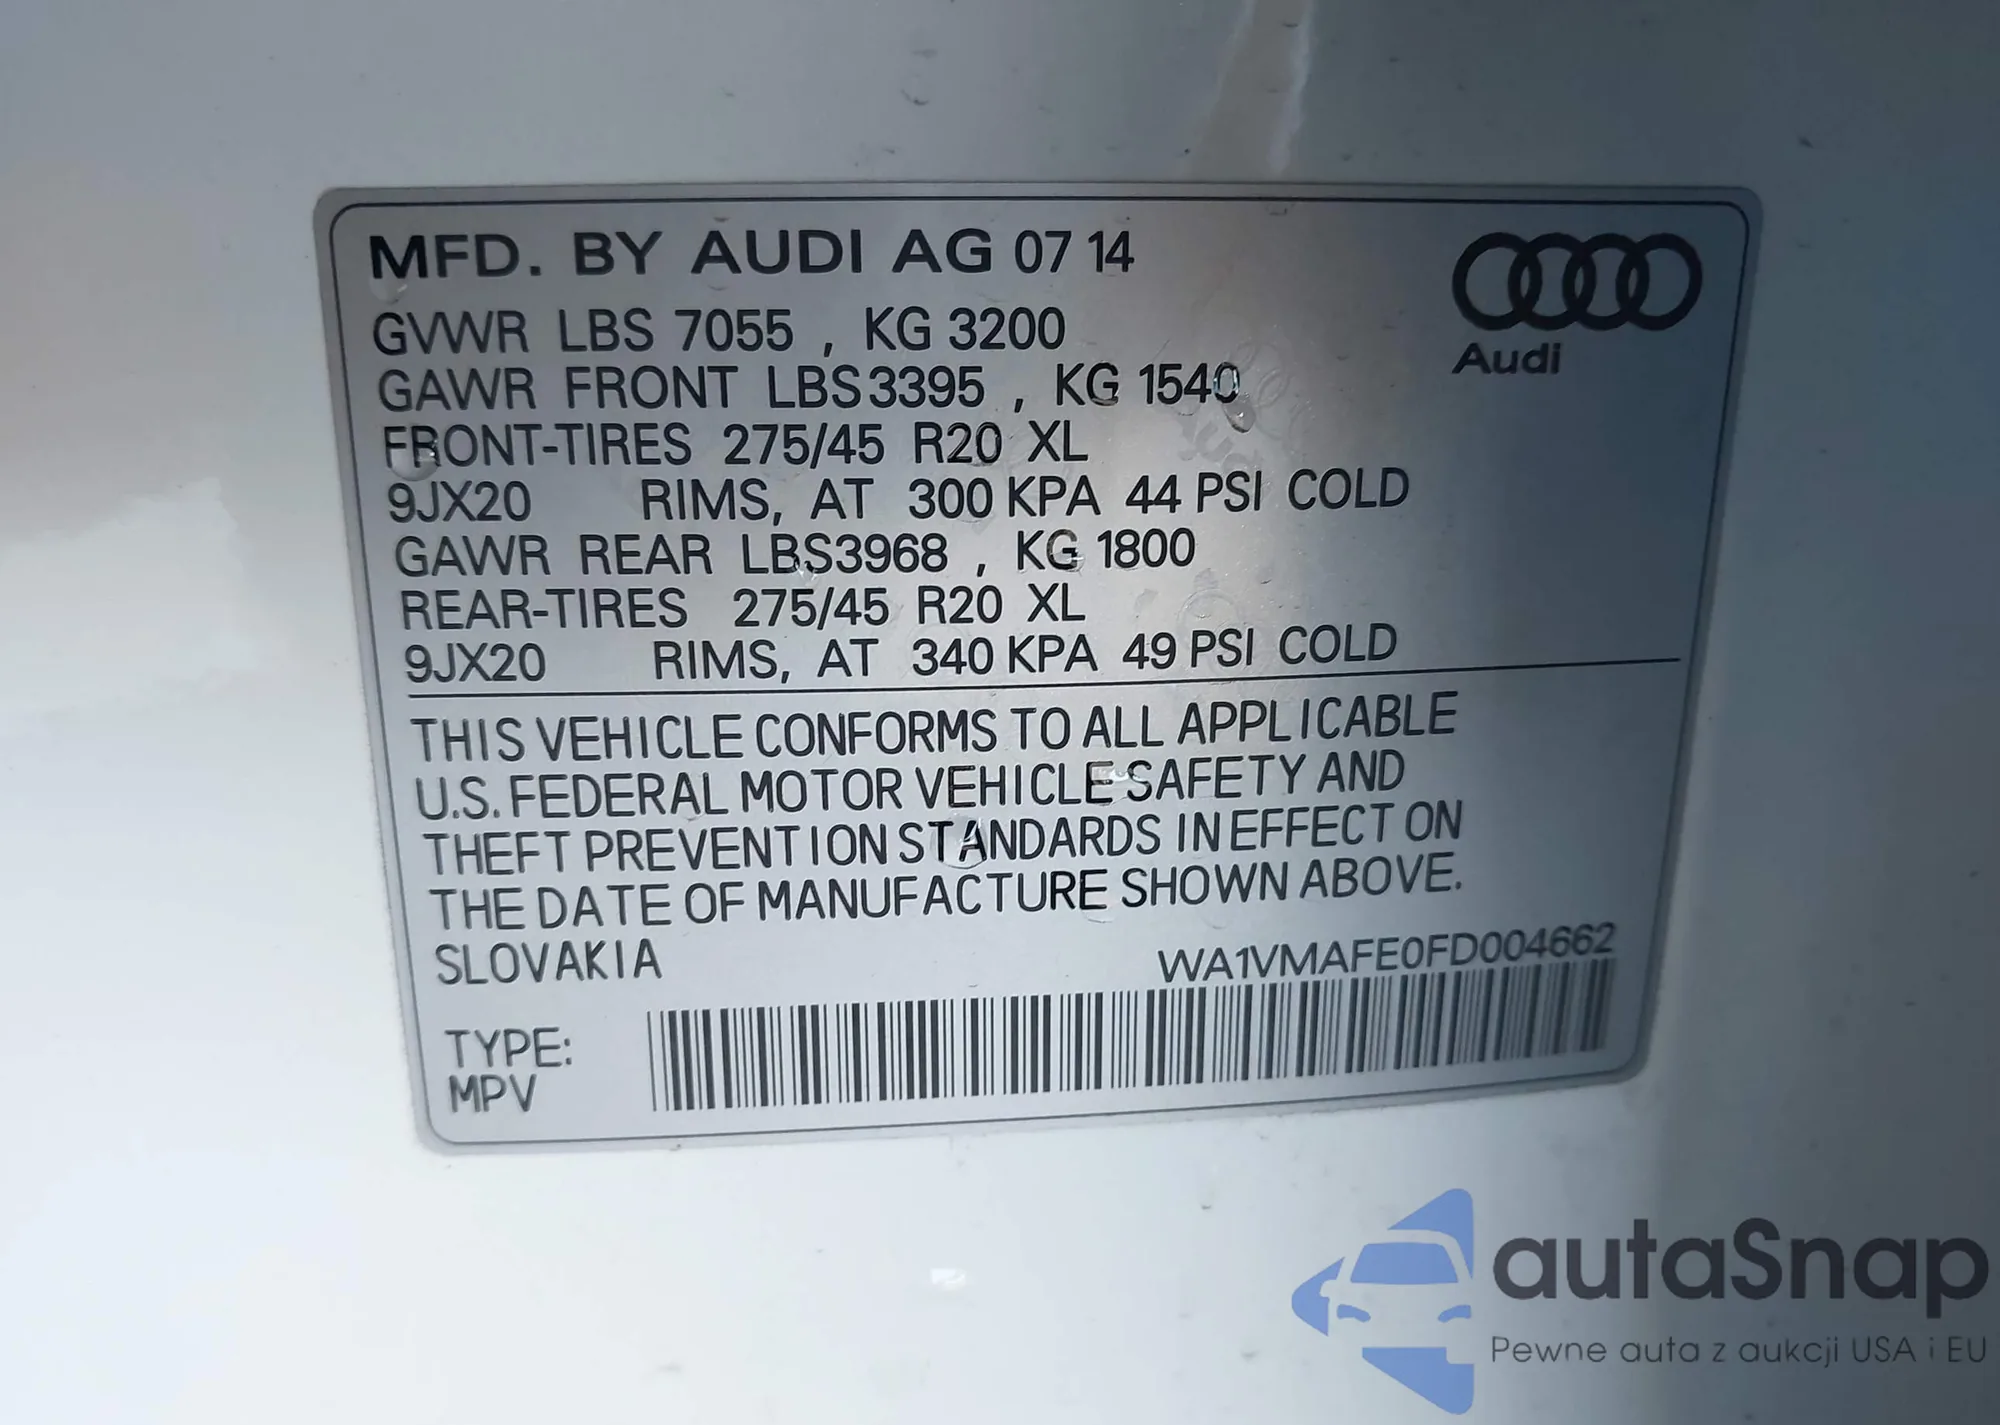 MFD. BY AUDI AG 07 14
Audi
GVWR LBS 7055 , KG 3200
GAWR FRONT LBS 3395 , KG 1540
FRONT-TIRES 275/45 R20 XL
9JX20 RIMS, AT 300 KPA 44 PSI COLD
GAWR REAR LBS 3968 , KG 1800
REAR-TIRES 275/45 R20 XL
9JX20 RIMS, AT 340 KPA 49 PSI COLD
THIS VEHICLE CONFORMS TO ALL APPLICABLE
U.S. FEDERAL MOTOR VEHICLE SAFETY AND
THEFT PREVENTION STANDARDS IN EFFECT ON
THE DATE OF MANUFACTURE SHOWN ABOVE.
SLOVAKIA
WA1VMAFE0FD004662
TYPE:
MPV
autaSnap
Pewne auta z aukcji USA i EU